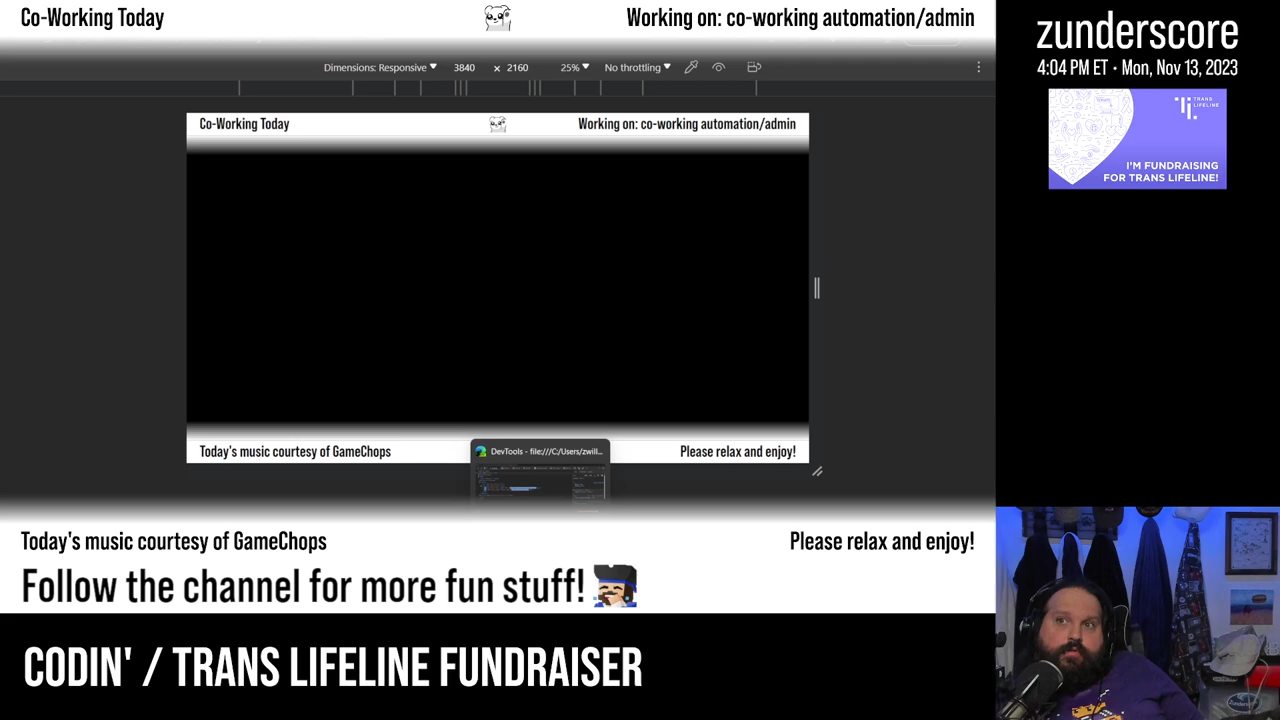 Co-Working Today
Working on: co-working automation/admin
zunderscore
4:04 PM ET · Mon, Nov 13, 2023
TRANS
LIFELINE
I'M FUNDRAISING
FOR TRANS LIFELINE!
Dimensions: Responsive
3840 × 2160
25%
No throttling
Co-Working Today
Working on: co-working automation/admin
Today's music courtesy of GameChops
Please relax and enjoy!
DevTools - file:///C:/Users/zwill...
Today's music courtesy of GameChops
Please relax and enjoy!
Follow the channel for more fun stuff!
CODIN' / TRANS LIFELINE FUNDRAISER